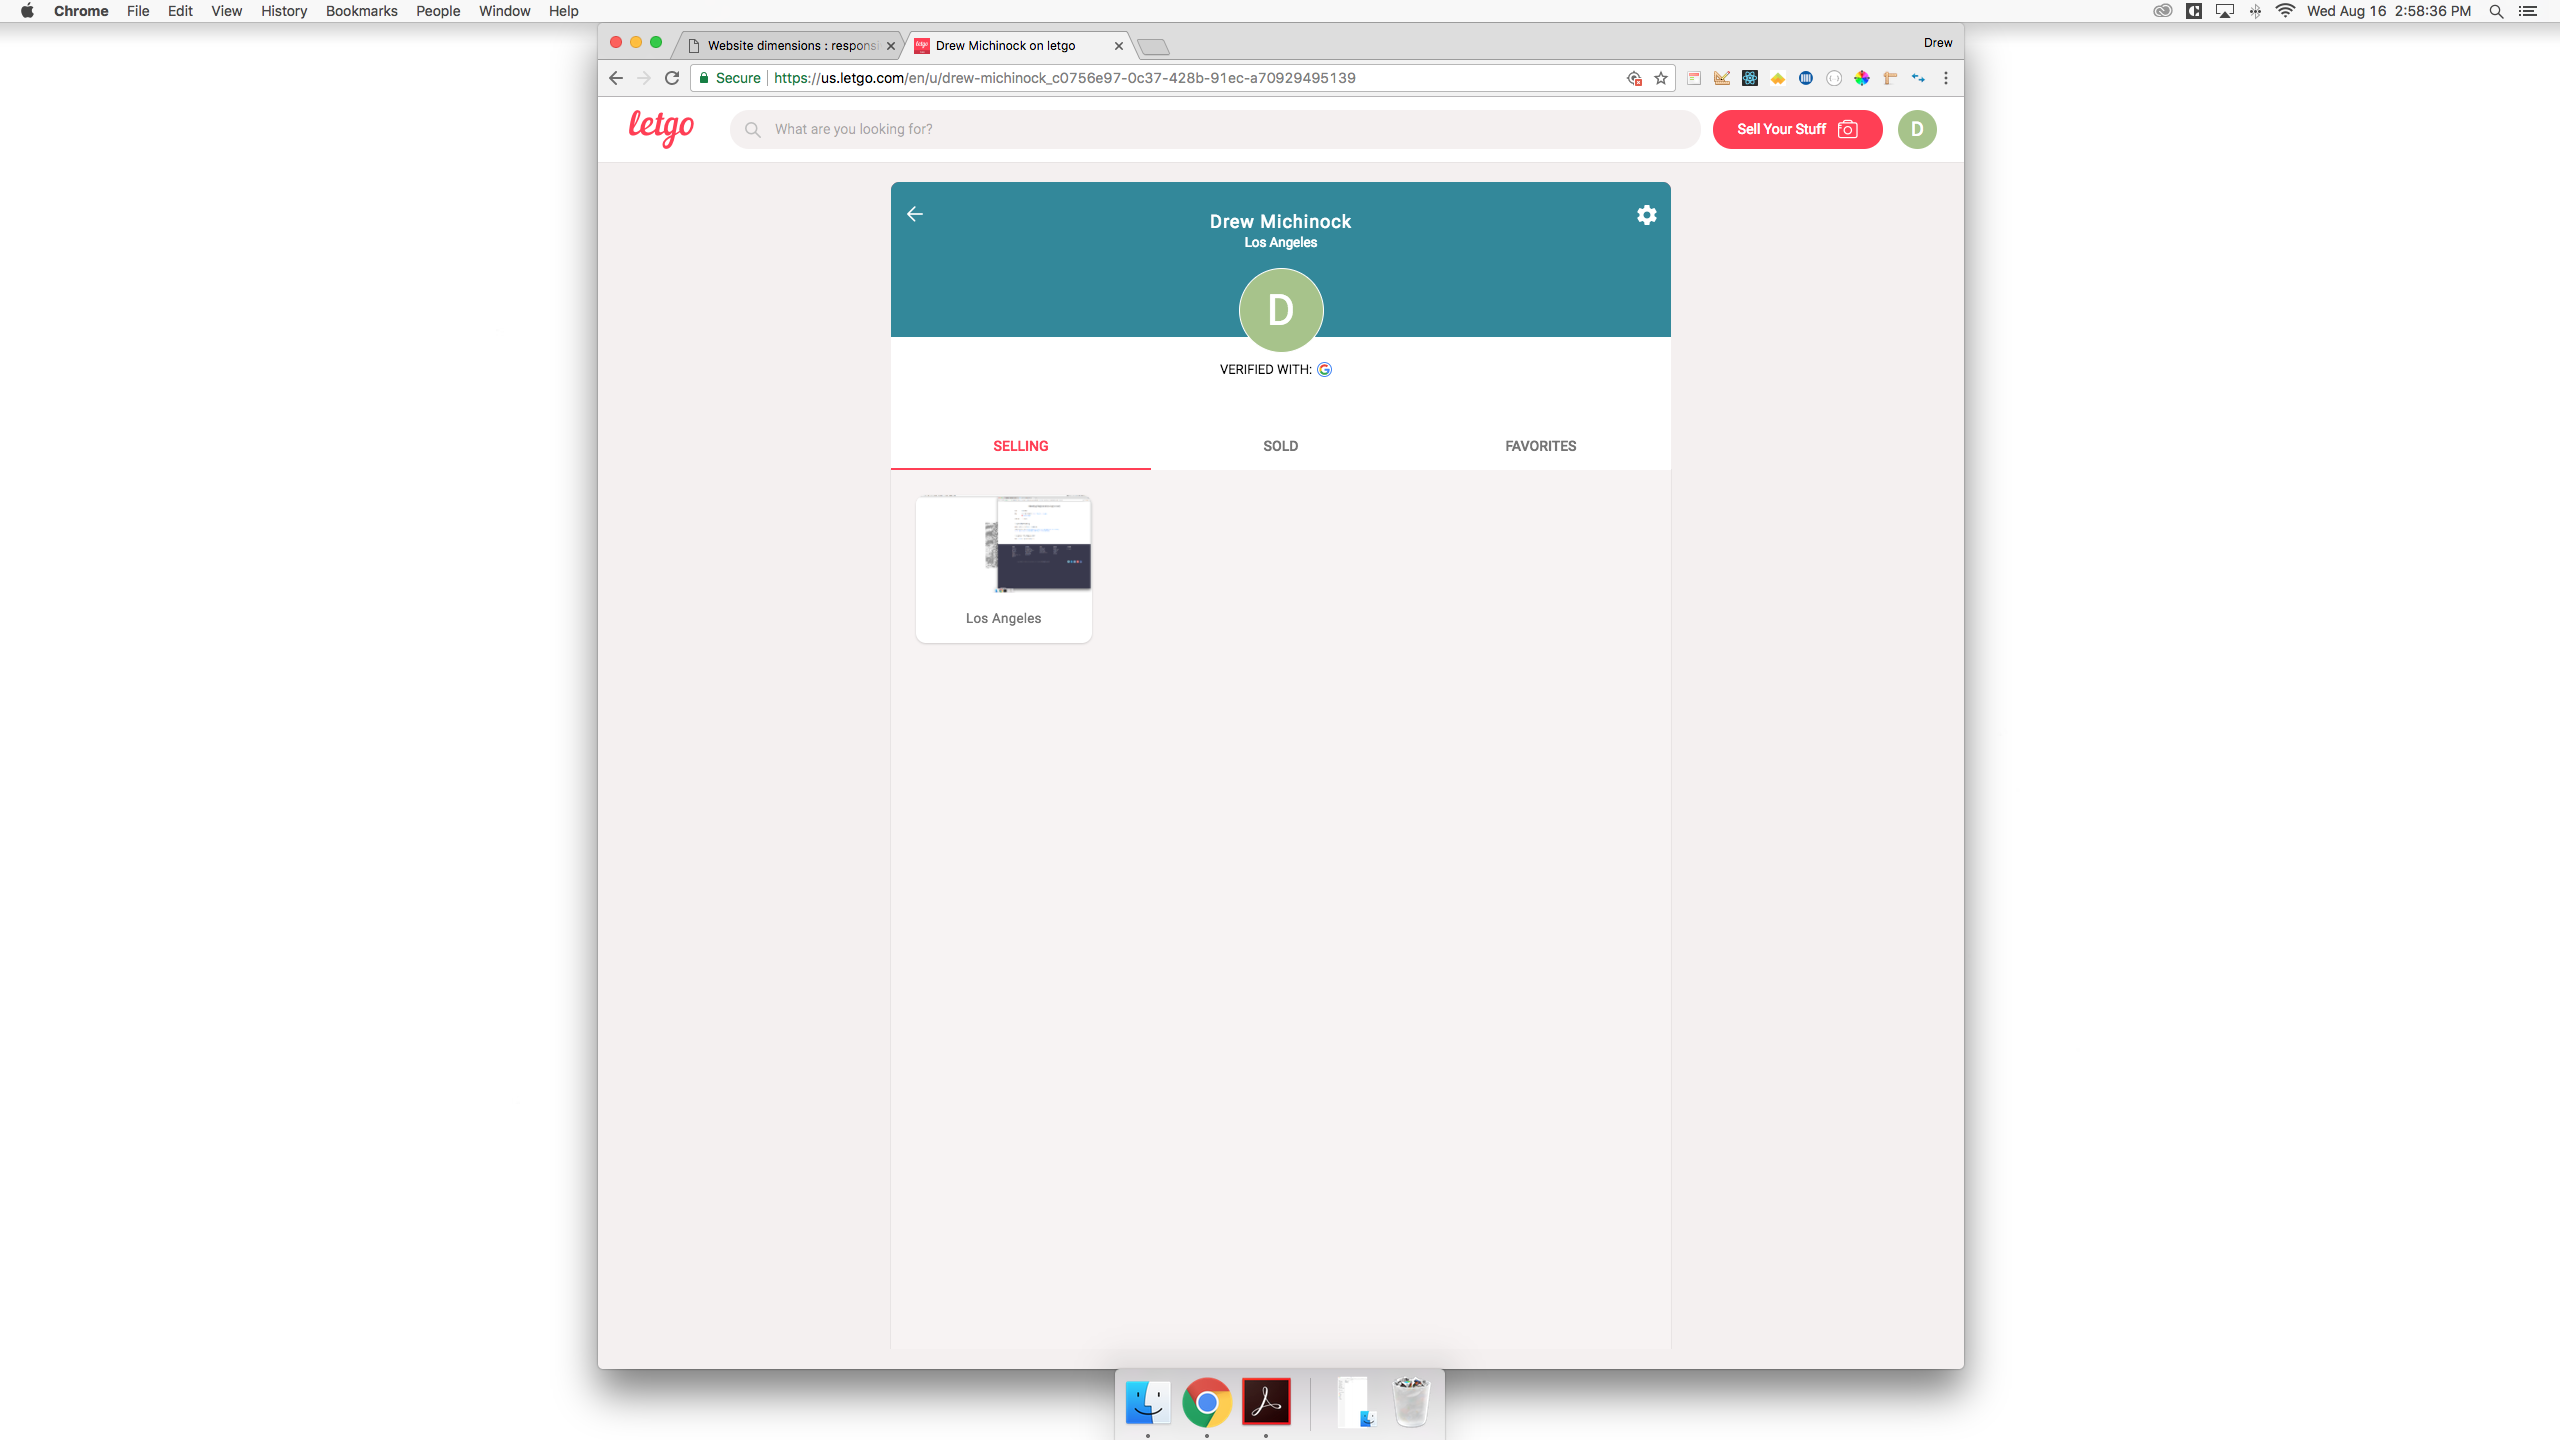 Chrome File Edit View History Bookmarks People Window Help
Wed Aug 16 2:58:36 PM
Website dimensions : responsi
Drew Michinock on letgo
Drew
Secure https://us.letgo.com/en/u/drew-michinock_c0756e97-0c37-428b-91ec-a70929495139
letgo
What are you looking for?
Sell Your Stuff
D
Drew Michinock
Los Angeles
D
VERIFIED WITH: G
SELLING
SOLD
FAVORITES
Los Angeles